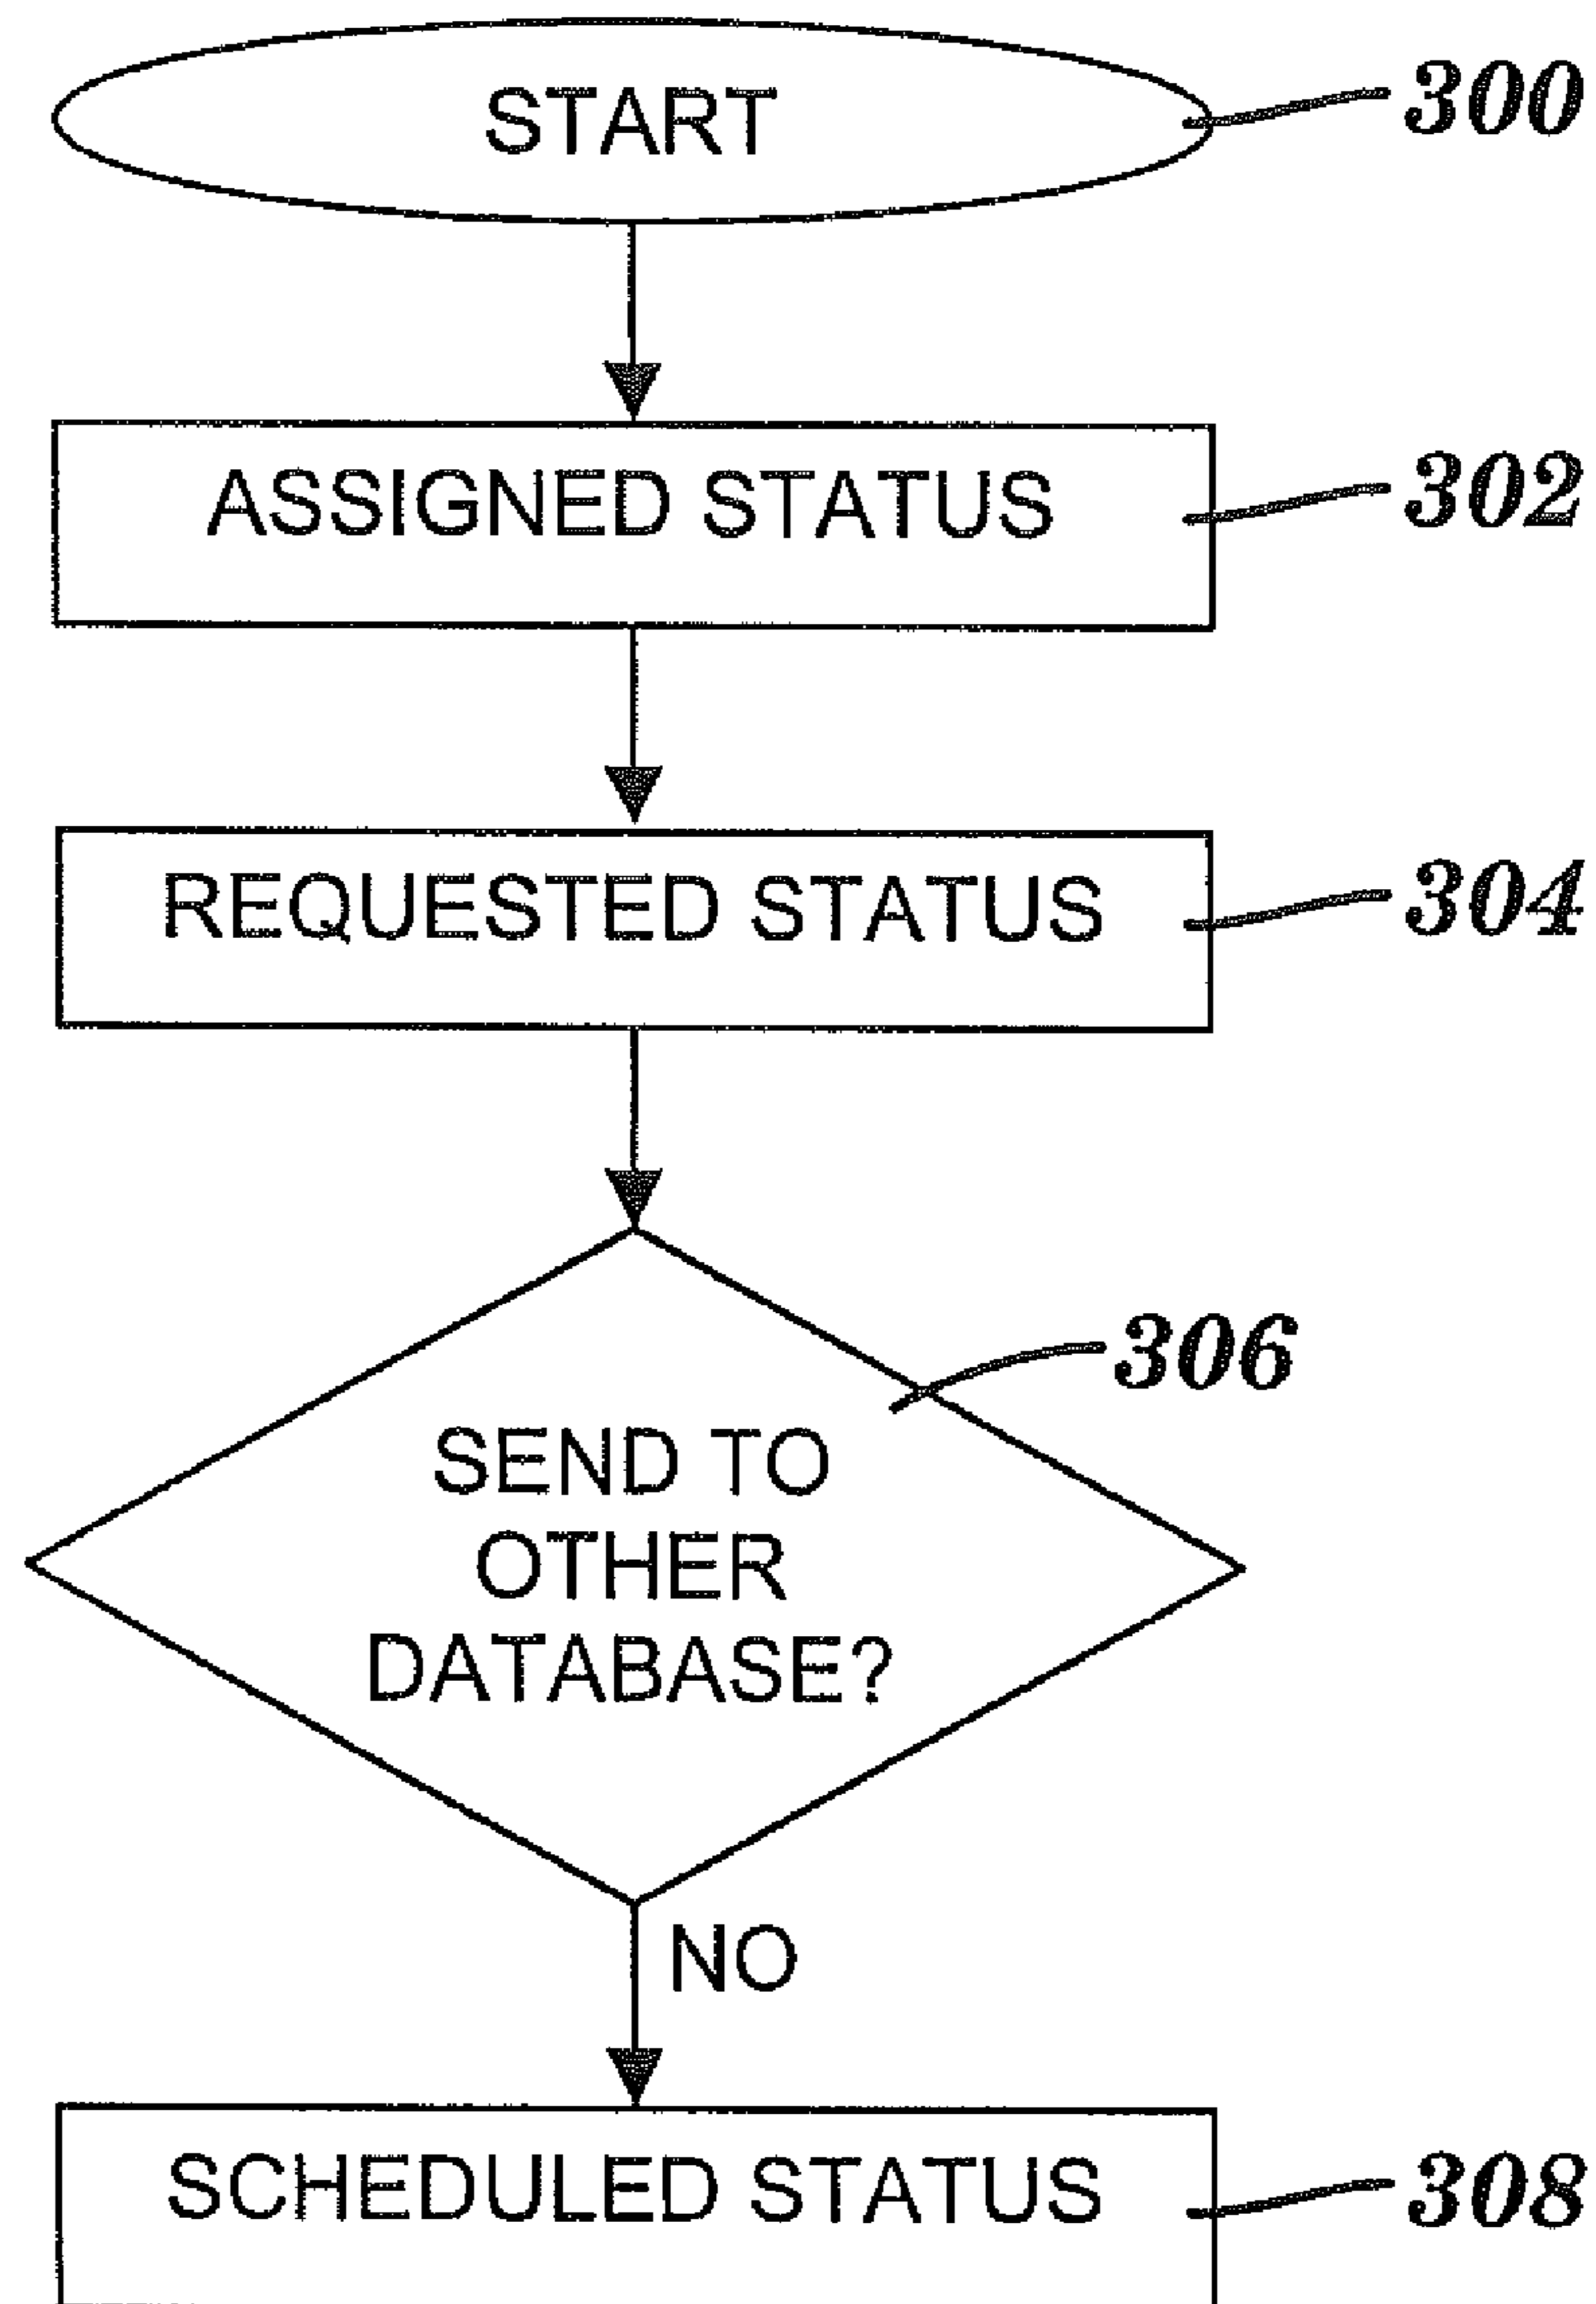 START
300
ASSIGNED STATUS
302
REQUESTED STATUS
304
306
SEND TO
OTHER
DATABASE?
NO
SCHEDULED STATUS
308